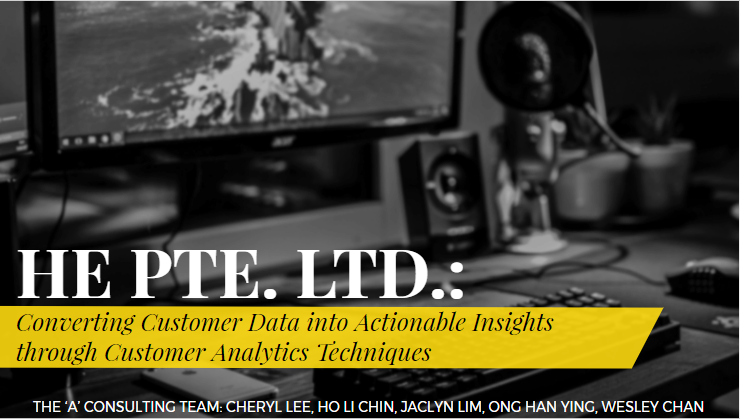 acer
HE PTE. LTD.:
Converting Customer Data into Actionable Insights
through Customer Analytics Techniques
THE ‘A’ CONSULTING TEAM: CHERYL LEE, HO LI CHIN, JACLYN LIM, ONG HAN YING, WESLEY CHAN